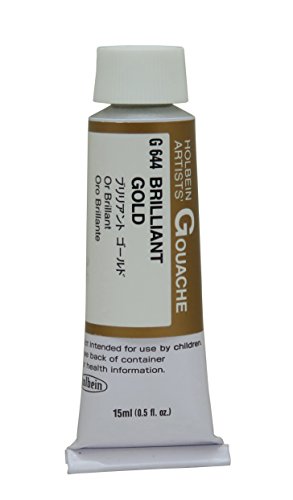 HOLBEIN
ARTISTS'
GOUACHE
G 644 BRILLIANT
GOLD
ブリリアント ゴールド
Or Brillant
Oro Brillante
intended for use by children.
back of container
health information.
15ml (0.5 fl. oz.)